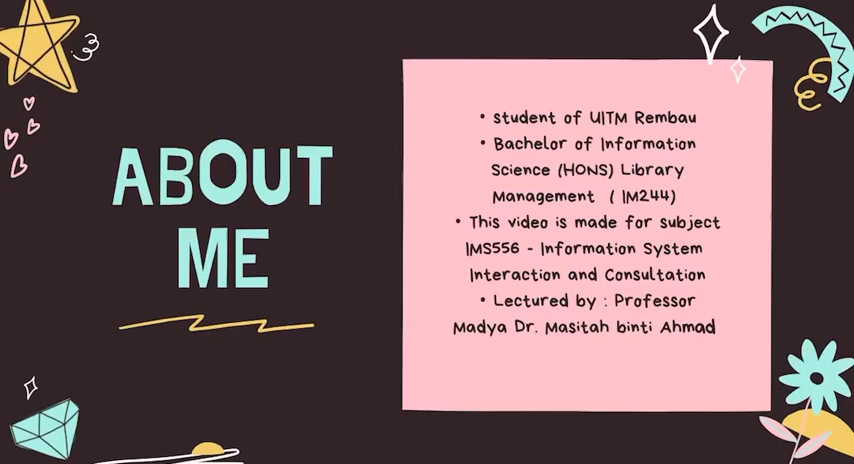 ABOUT
ME
• student of UITM Rembau
• Bachelor of Information
Science (HONS) Library
Management ( IM244)
• This video is made for subject
IMS556 - Information System
Interaction and Consultation
• Lectured by : Professor
Madya Dr. Masitah binti Ahmad